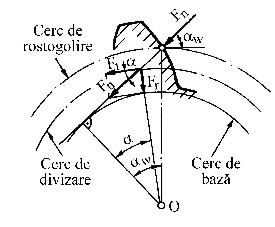 Cerc de
rostogolire
Fn
αw
Ft
α
Fn
Fr
Cerc de
divizare
α
αw
Cerc de
bază
O